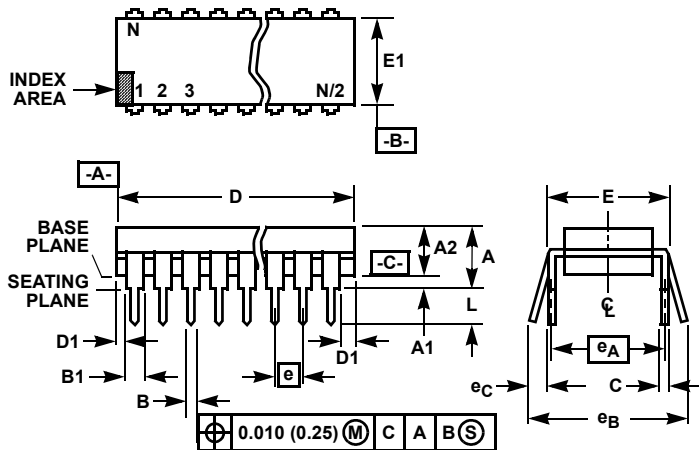 N
E1
INDEX
AREA
1 2 3 N/2
-B-
-A-
D
E
BASE
PLANE
A2
A
-C-
SEATING
PLANE
L
CL
D1
A1
D1
eA
B1
e
eC
C
B
eB
0.010 (0.25) M C A B S